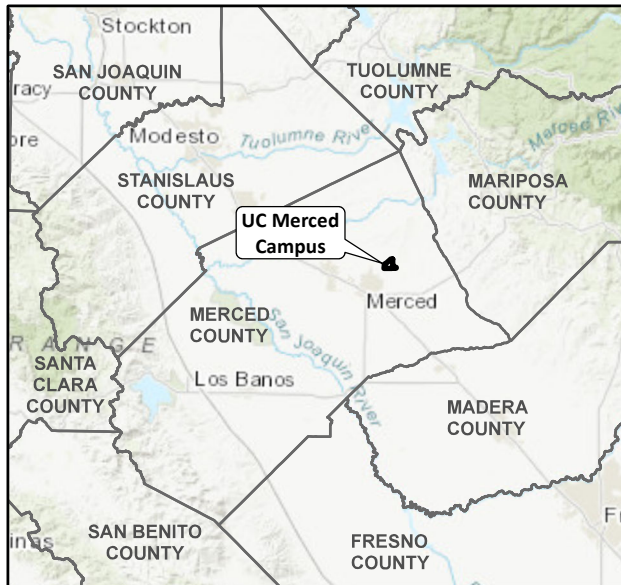 Stockton
SAN JOAQUIN
COUNTY
TUOLUMNE
COUNTY
racy
ore
Modesto
Tuolumne River
Merced Riv
STANISLAUS
COUNTY
MARIPOSA
COUNTY
UC Merced
Campus
Merced
MERCED
COUNTY
San Joaquin River
R A N G E
SANTA
CLARA
COUNTY
Los Banos
MADERA
COUNTY
SAN BENITO
COUNTY
inas
FRESNO
COUNTY
Fr